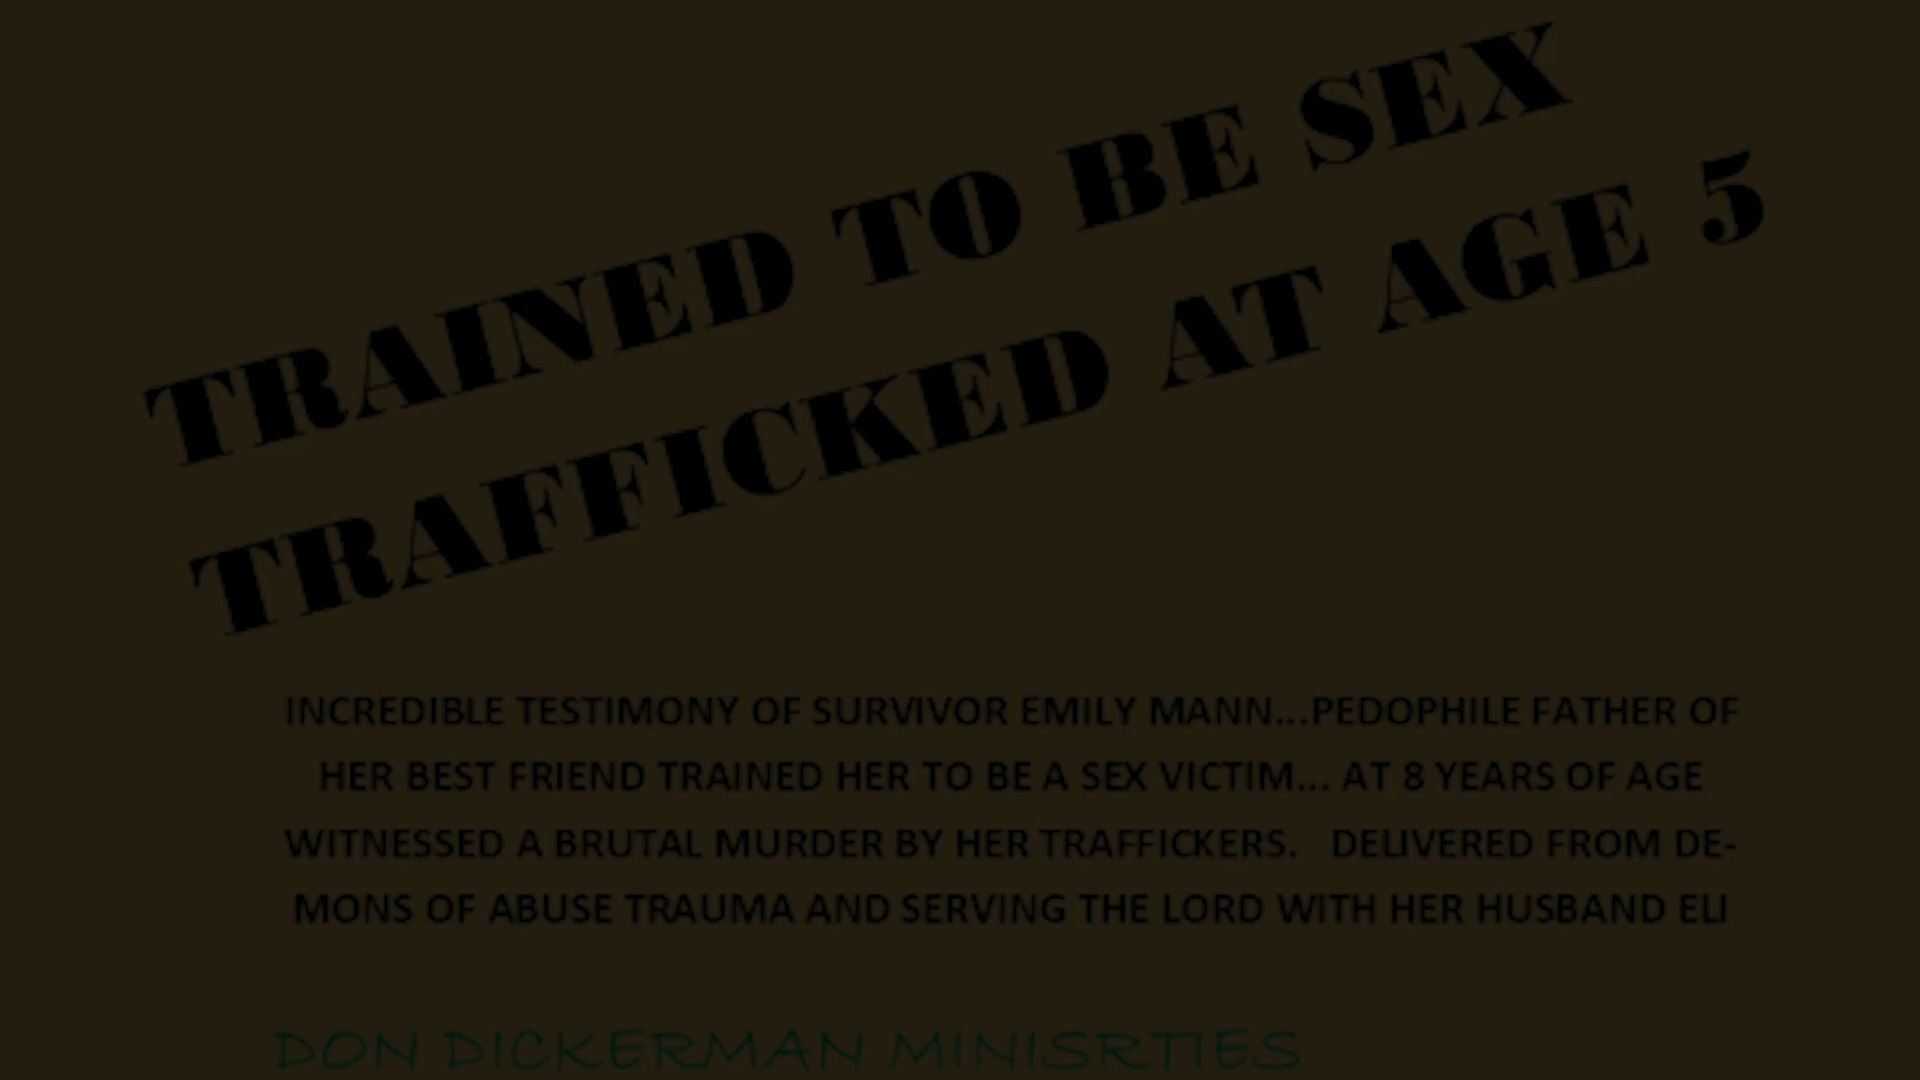 TRAINED TO BE SEX
TRAFFICKED AT AGE 5
INCREDIBLE TESTIMONY OF SURVIVOR EMILY MANN...PEDOPHILE FATHER OF
HER BEST FRIEND TRAINED HER TO BE A SEX VICTIM... AT 8 YEARS OF AGE
WITNESSED A BRUTAL MURDER BY HER TRAFFICKERS.   DELIVERED FROM DE-
MONS OF ABUSE TRAUMA AND SERVING THE LORD WITH HER HUSBAND ELI
DON DICKERMAN MINISRTIES